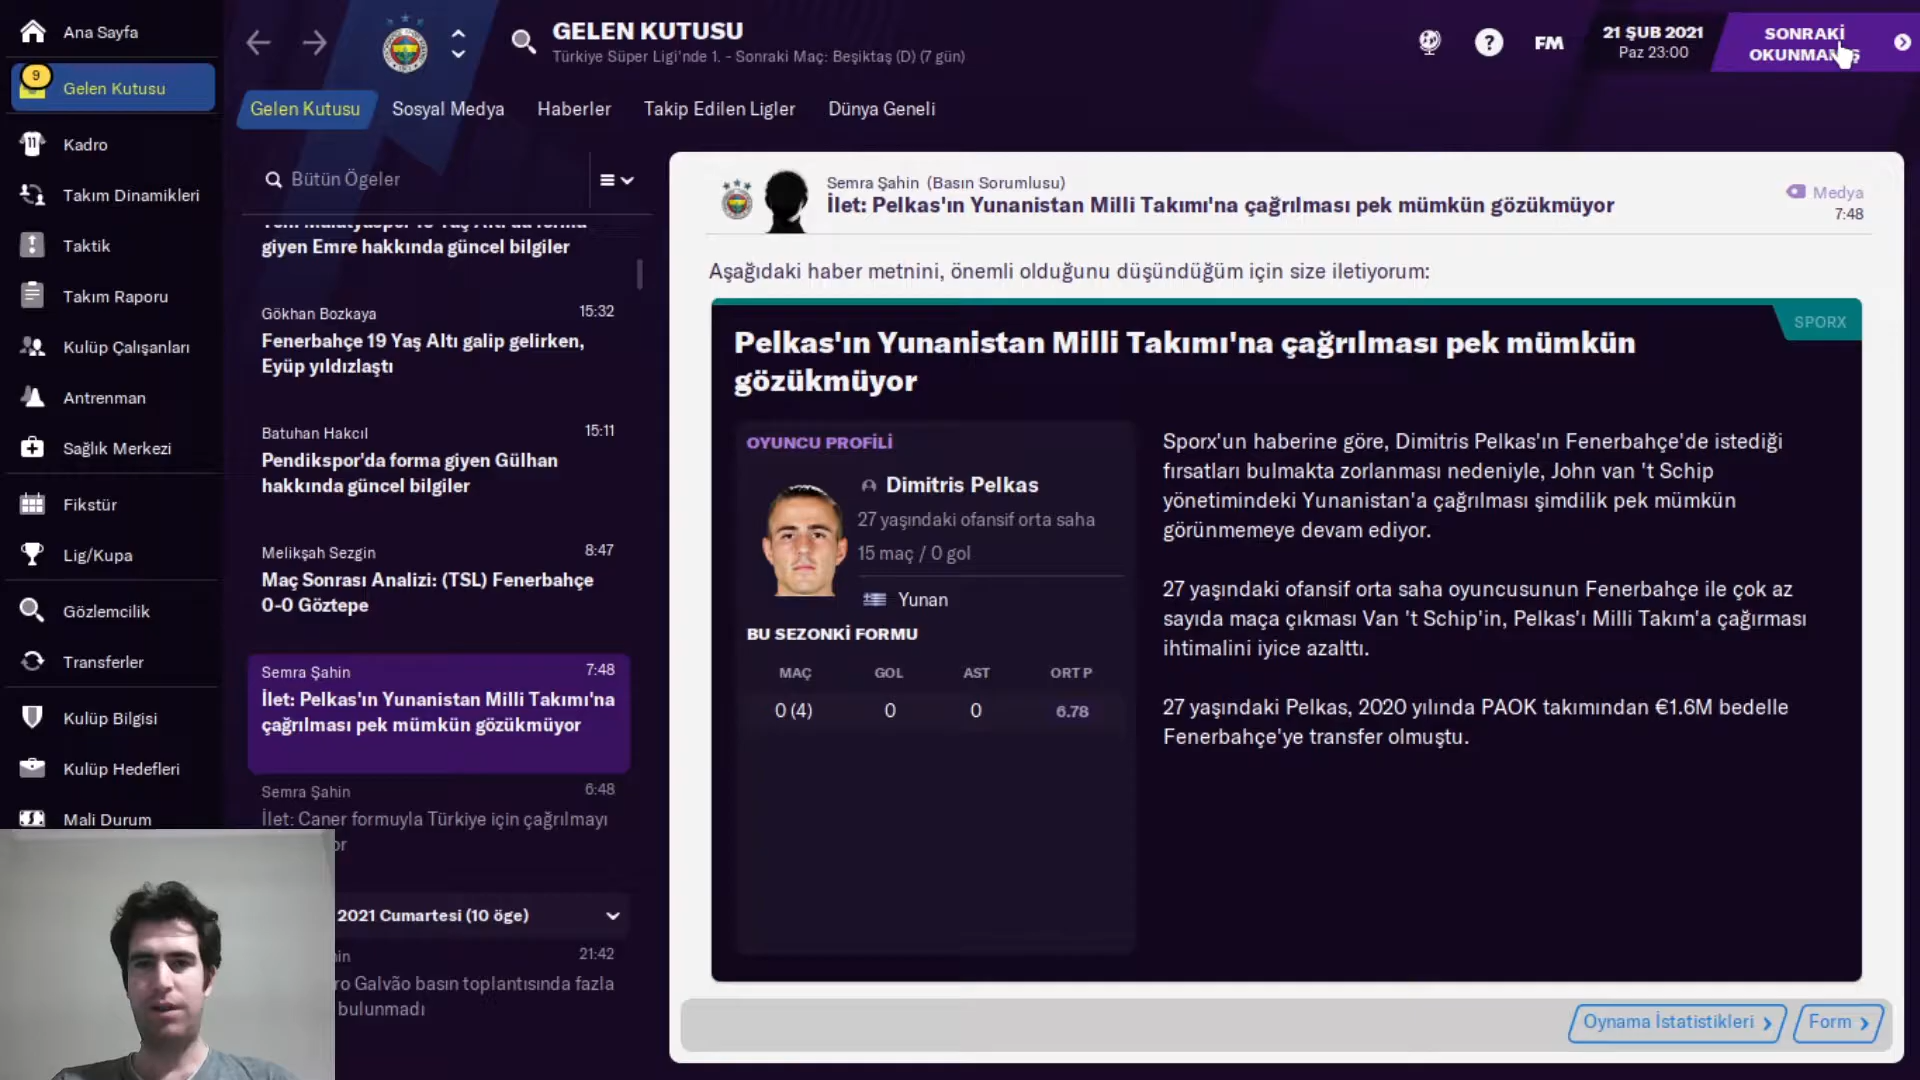 Ana Sayfa
9
Gelen Kutusu
Kadro
Takım Dinamikleri
Taktik
Takım Raporu
Kulüp Çalışanları
Antrenman
Sağlık Merkezi
Fikstür
Lig/Kupa
Gözlemcilik
Transferler
Kulüp Bilgisi
Kulüp Hedefleri
Mali Durum
GELEN KUTUSU
Türkiye Süper Ligi'nde 1. - Sonraki Maç: Beşiktaş (D) (7 gün)
FM
21 ŞUB 2021
Paz 23:00
SONRAKİ
Gelen Kutusu
Sosyal Medya
Haberler
Takip Edilen Ligler
Dünya Geneli
Bütün Ögeler
giyen Emre hakkında güncel bilgiler
Gökhan Bozkaya 15:32
Fenerbahçe 19 Yaş Altı galip gelirken,
Eyüp yıldızlaştı
Batuhan Hakcıl 15:11
Pendikspor'da forma giyen Gülhan
hakkında güncel bilgiler
Melikşah Sezgin 8:47
Maç Sonrası Analizi: (TSL) Fenerbahçe
0-0 Göztepe
Semra Şahin 7:48
İlet: Pelkas'ın Yunanistan Milli Takımı'na
çağrılması pek mümkün gözükmüyor
Semra Şahin 6:48
İlet: Caner formuyla Türkiye için çağrılmayı
2021 Cumartesi (10 öge)
21:42
Galvão basın toplantısında fazla
bulunmadı
Semra Şahin (Basın Sorumlusu)
İlet: Pelkas'ın Yunanistan Milli Takımı'na çağrılması pek mümkün gözükmüyor
Medya
7:48
Aşağıdaki haber metnini, önemli olduğunu düşündüğüm için size iletiyorum:
SPORX
Pelkas'ın Yunanistan Milli Takımı'na çağrılması pek mümkün
gözükmüyor
OYUNCU PROFİLİ
Dimitris Pelkas
27 yaşındaki ofansif orta saha
15 maç / 0 gol
Yunan
BU SEZONKİ FORMU
MAÇ GOL AST ORT P
0 (4) 0 0 6.78
Sporx'un haberine göre, Dimitris Pelkas'ın Fenerbahçe'de istediği
fırsatları bulmakta zorlanması nedeniyle, John van 't Schip
yönetimindeki Yunanistan'a çağrılması şimdilik pek mümkün
görünmemeye devam ediyor.
27 yaşındaki ofansif orta saha oyuncusunun Fenerbahçe ile çok az
sayıda maça çıkması Van 't Schip'in, Pelkas'ı Milli Takım'a çağırması
ihtimalini iyice azalttı.
27 yaşındaki Pelkas, 2020 yılında PAOK takımından €1.6M bedelle
Fenerbahçe'ye transfer olmuştu.
Oynama İstatistikleri
Form